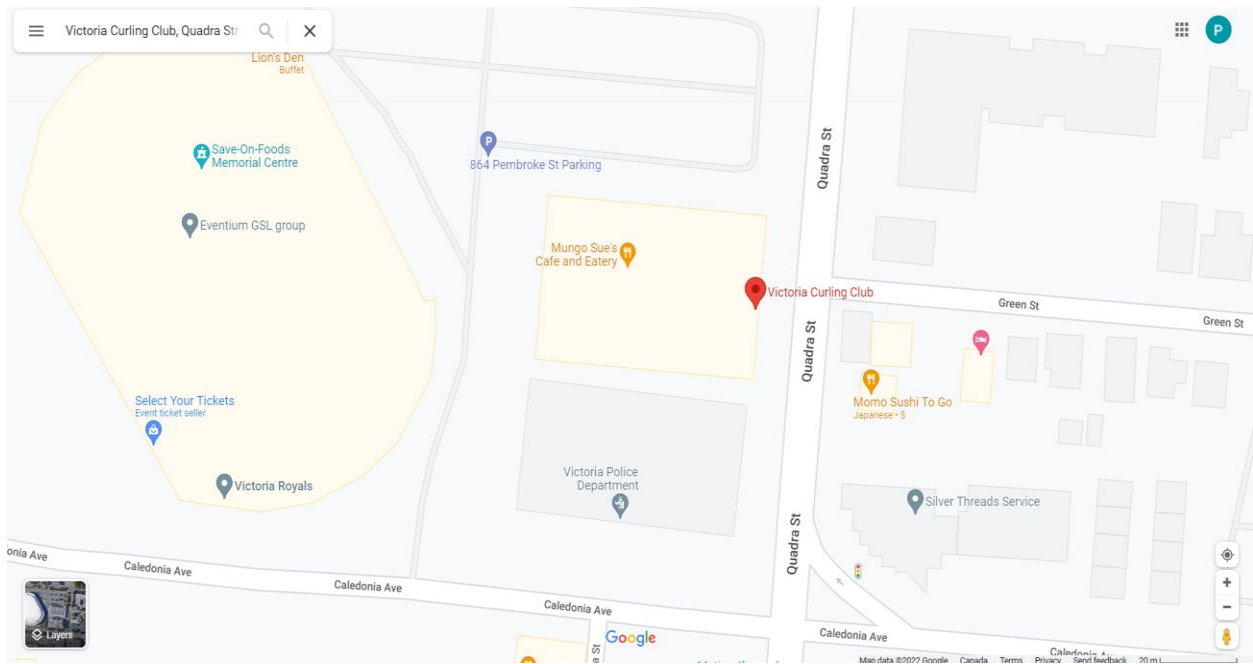 Victoria Curling Club, Quadra Str
P
Lion's Den
Buffet
Save-On-Foods
Memorial Centre
P
864 Pembroke St Parking
Quadra St
Eventium GSL group
Mungo Sue's
Cafe and Eatery
Victoria Curling Club
Green St
Green St
Quadra St
Select Your Tickets
Event ticket seller
Momo Sushi To Go
Japanese • $
Victoria Police
Department
Victoria Royals
Silver Threads Service
Quadra St
onia Ave
Caledonia Ave
Caledonia Ave
Caledonia Ave
Caledonia Ave
Layers
Google
a St
Map data ©2022 Google Canada Terms Privacy Send feedback 20 m